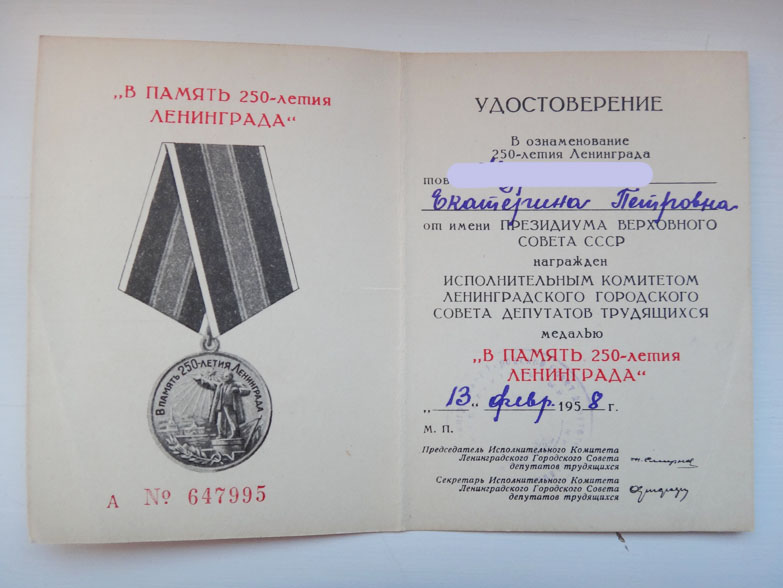 „В ПАМЯТЬ 250-летия
ЛЕНИНГРАДА“
В ПАМЯТЬ 250-ЛЕТИЯ ЛЕНИНГРАДА
А № 647995
УДОСТОВЕРЕНИЕ
В ознаменование
250-летия Ленинграда
тов
Екатерина Петровна
от имени ПРЕЗИДИУМА ВЕРХОВНОГО
СОВЕТА СССР
награжден
ИСПОЛНИТЕЛЬНЫМ КОМИТЕТОМ
ЛЕНИНГРАДСКОГО ГОРОДСКОГО
СОВЕТА ДЕПУТАТОВ ТРУДЯЩИХСЯ
медалью
„В ПАМЯТЬ 250-летия
ЛЕНИНГРАДА“
„13“ февр. 1958 г.
М. П.
Председатель Исполнительного Комитета
Ленинградского Городского Совета
депутатов трудящихся
Секретарь Исполнительного Комитета
Ленинградского Городского Совета
депутатов трудящихся